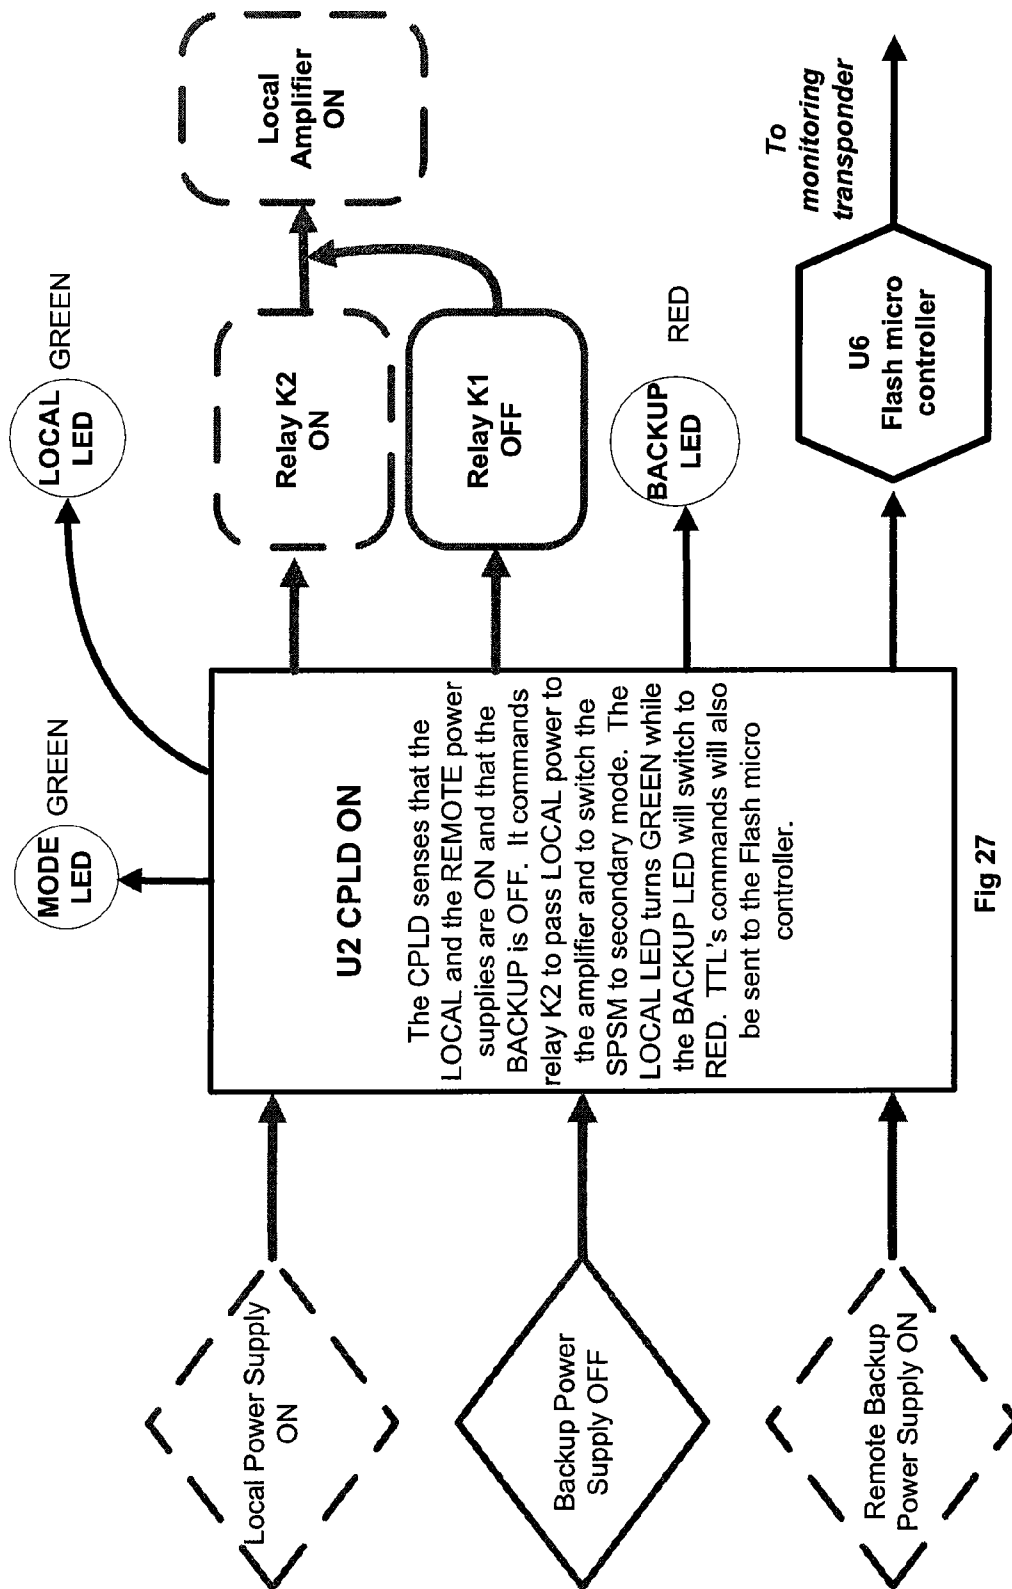 MODE
LED
GREEN
LOCAL
LED
GREEN
Local Power Supply
ON
Backup Power
Supply OFF
Remote Backup
Power Supply ON
U2 CPLD ON
The CPLD senses that the
LOCAL and the REMOTE power
supplies are ON and that the
BACKUP is OFF. It commands
relay K2 to pass LOCAL power to
the amplifier and to switch the
SPSM to secondary mode. The
LOCAL LED turns GREEN while
the BACKUP LED will switch to
RED. TTL's commands will also
be sent to the Flash micro
controller.
Relay K2
ON
Relay K1
OFF
Local
Amplifier
ON
BACKUP
LED
RED
U6
Flash micro
controller
To
monitoring
transponder
Fig 27